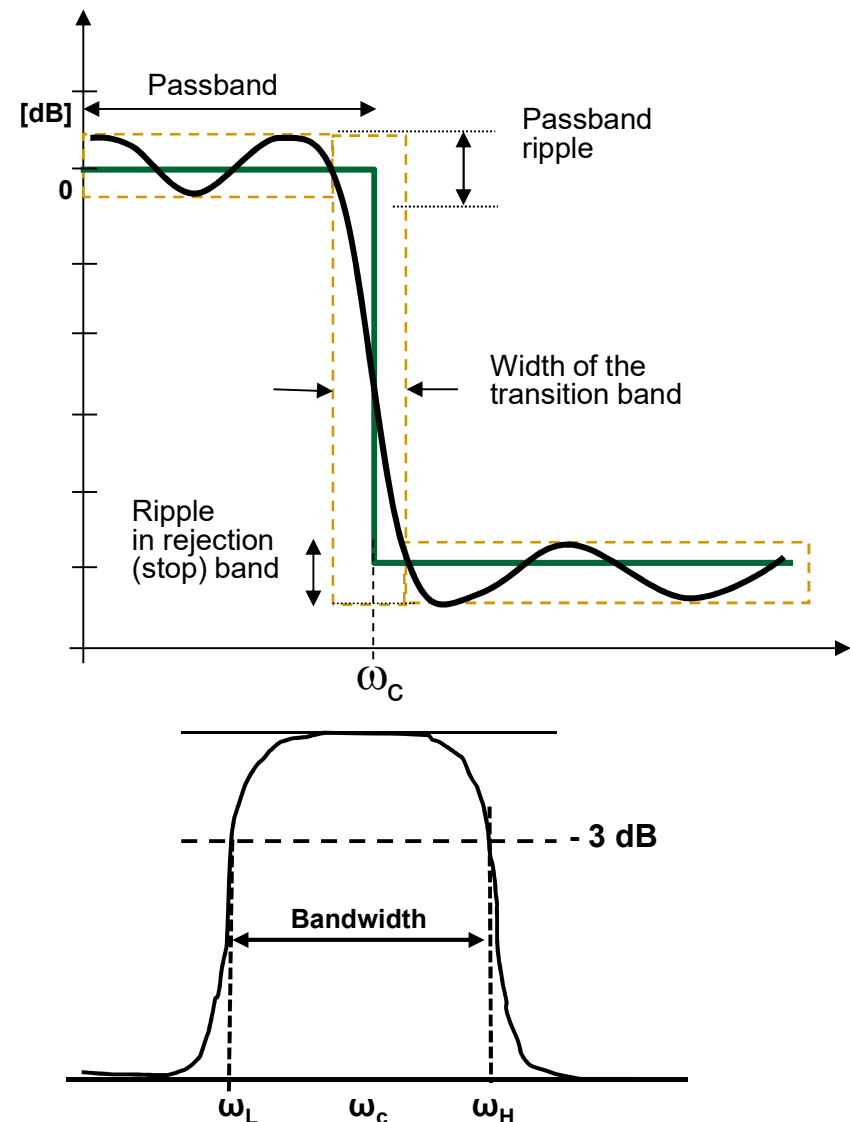 Passband
[dB]
Passband
ripple
0
Width of the
transition band
Ripple
in rejection
(stop) band
ωc
- 3 dB
Bandwidth
ωL ωc ωH